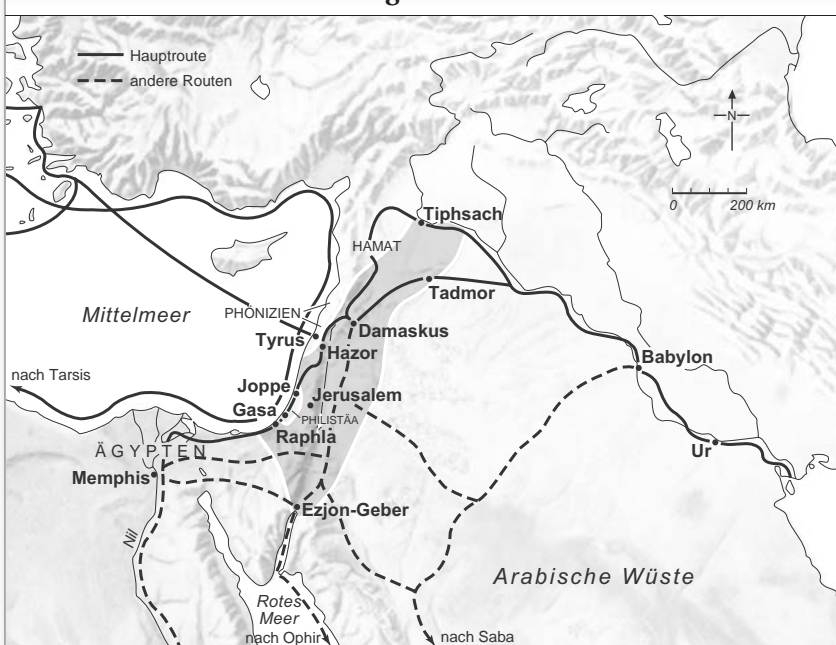 Hauptroute
andere Routen
N
0 200 km
Tiphsach
HAMAT
Tadmor
Mittelmeer
PHÖNIZIEN
Damaskus
Tyrus
Hazor
Babylon
nach Tarsis
Joppe
Jerusalem
Gasa
PHILISTÄA
Raphia
Ur
ÄGYPTEN
Memphis
Ezjon-Geber
Nil
Arabische Wüste
Rotes
Meer
nach Ophir
nach Saba